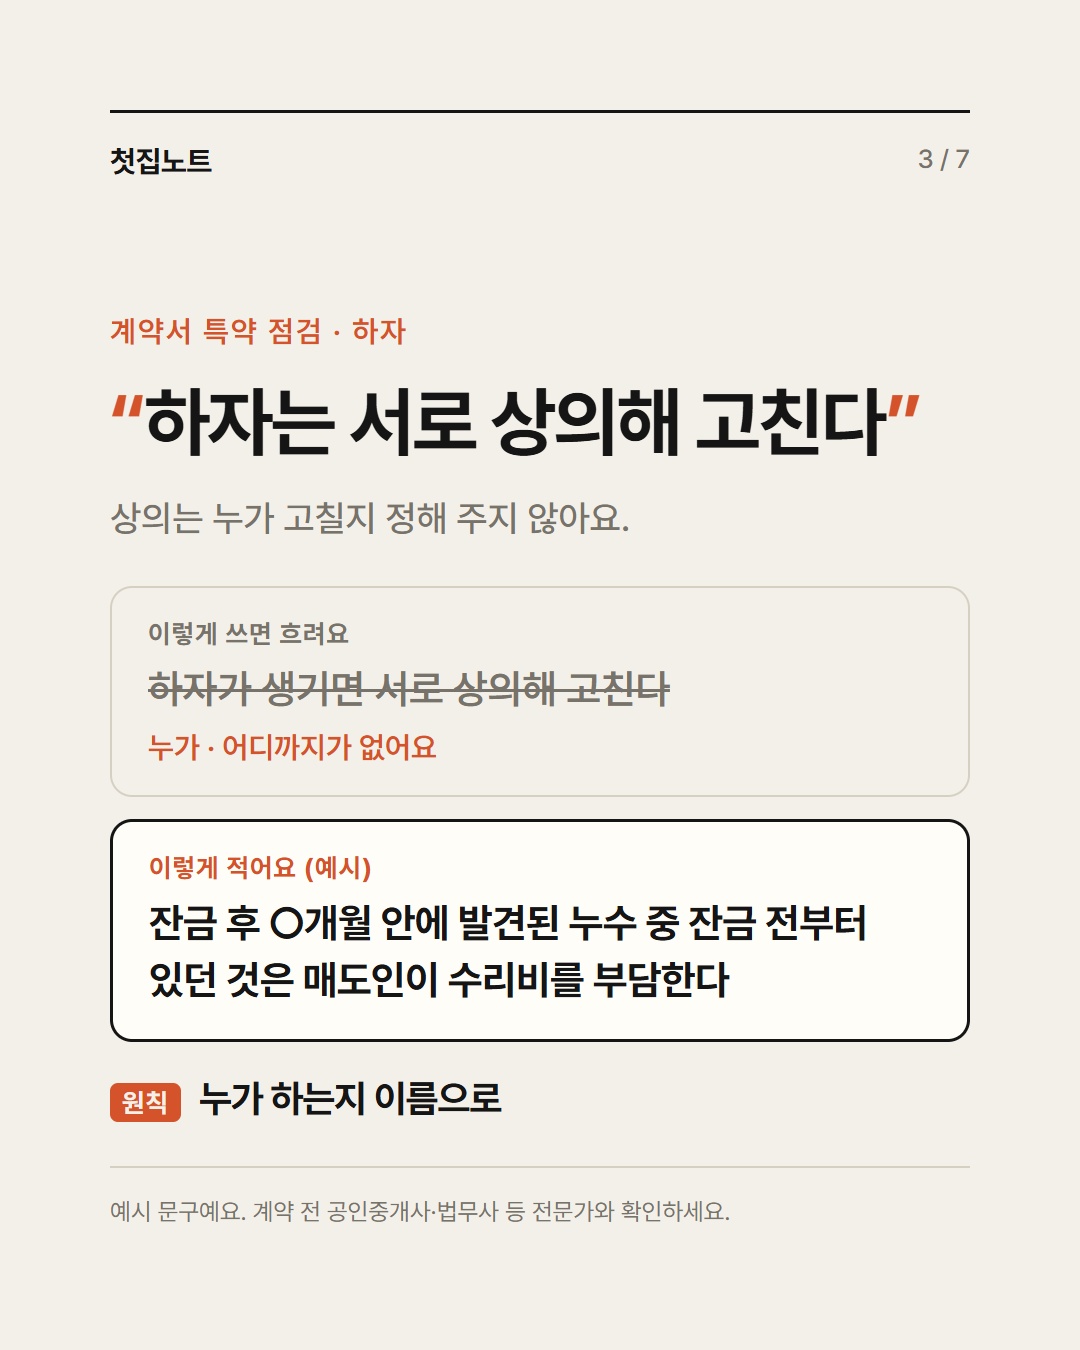 첫집노트
3 / 7
계약서 특약 점검 · 하자
“하자는 서로 상의해 고친다”
상의는 누가 고칠지 정해 주지 않아요.
이렇게 쓰면 흐려요
하자가 생기면 서로 상의해 고친다
누가 · 어디까지가 없어요
이렇게 적어요 (예시)
잔금 후 ○개월 안에 발견된 누수 중 잔금 전부터
있던 것은 매도인이 수리비를 부담한다
원칙 누가 하는지 이름으로
예시 문구예요. 계약 전 공인중개사·법무사 등 전문가와 확인하세요.